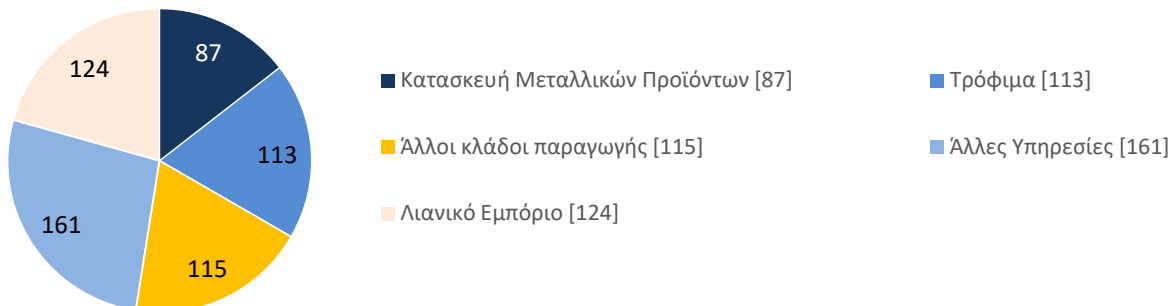 124
87
113
161
115
Κατασκευή Μεταλλικών Προϊόντων [87]
Τρόφιμα [113]
Άλλοι κλάδοι παραγωγής [115]
Άλλες Υπηρεσίες [161]
Λιανικό Εμπόριο [124]